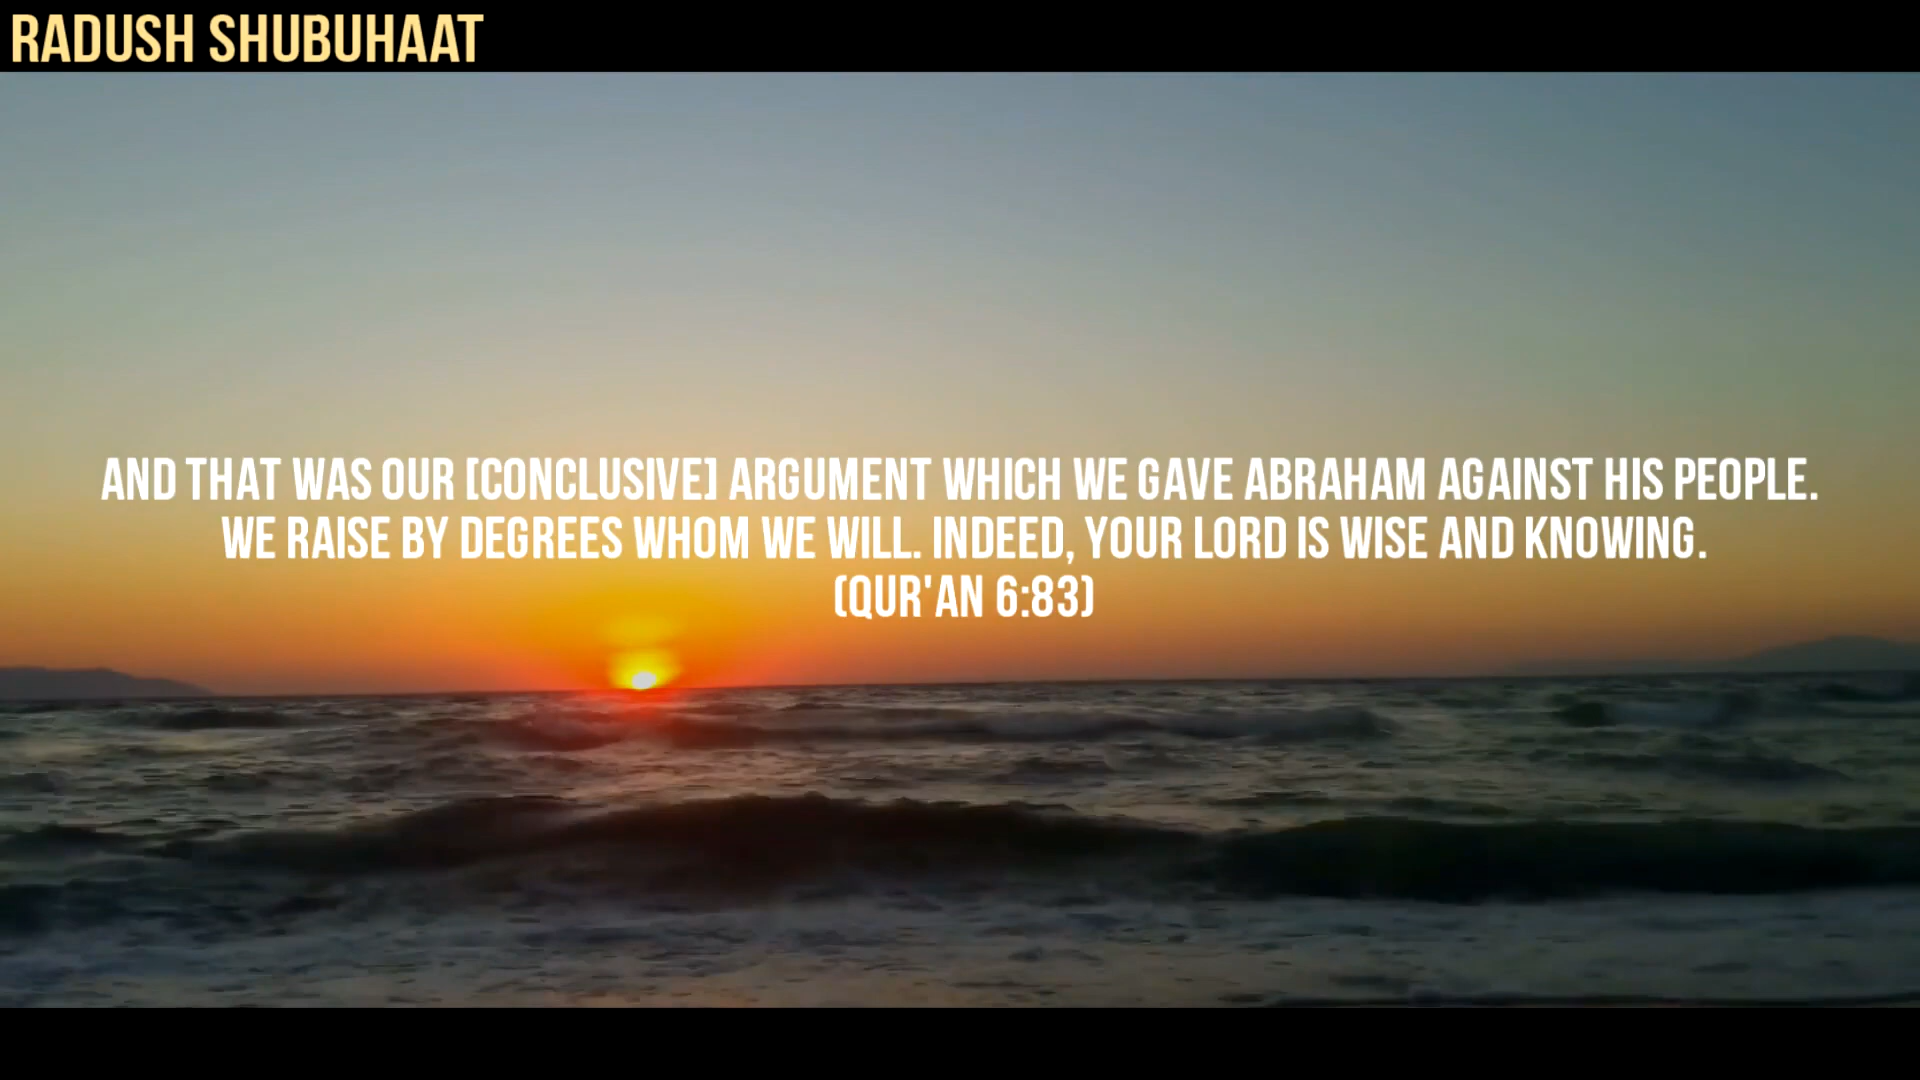 RADUSH SHUBUHAAT
AND THAT WAS OUR [CONCLUSIVE] ARGUMENT WHICH WE GAVE ABRAHAM AGAINST HIS PEOPLE.
WE RAISE BY DEGREES WHOM WE WILL. INDEED, YOUR LORD IS WISE AND KNOWING.
(QUR'AN 6:83)